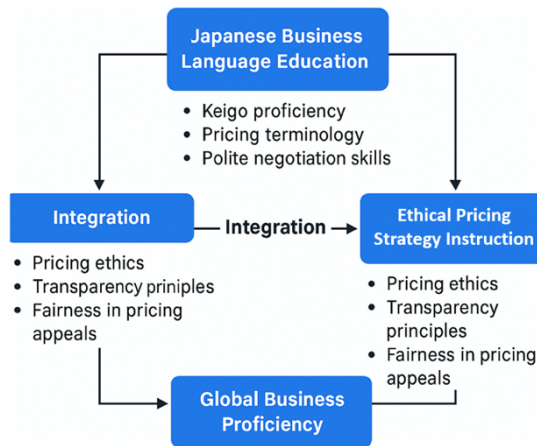 Japanese Business
Language Education
• Keigo proficiency
• Pricing terminology
• Polite negotiation skills
Integration
Integration
Ethical Pricing
Strategy Instruction
• Pricing ethics
• Transparency priniples
• Fairness in pricing
appeals
• Pricing ethics
• Transparency
principles
• Fairness in pricing
appeals
Global Business
Proficiency